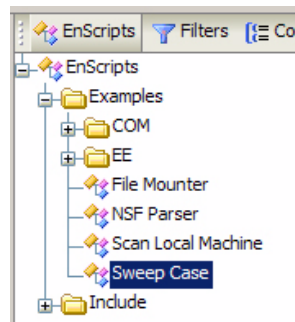 EnScripts Filters Co
EnScripts
Examples
COM
EE
File Mounter
NSF Parser
Scan Local Machine
Sweep Case
Include